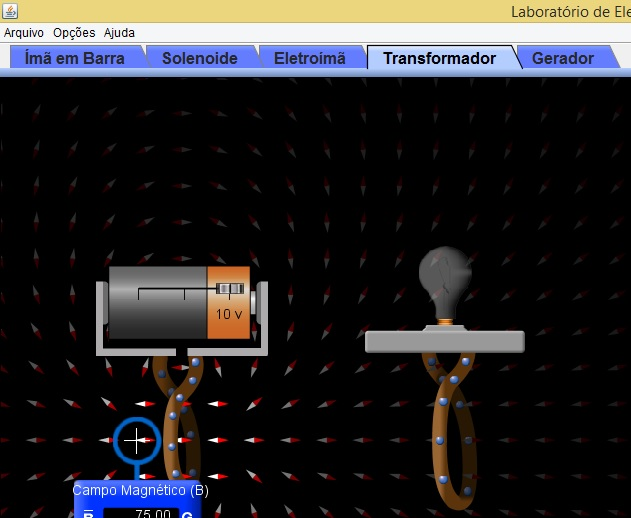 Laboratório de Ele
Arquivo Opções Ajuda
Ímã em Barra Solenoide Eletroímã Transformador Gerador
10 v
Campo Magnético (B)
B 75,00 G